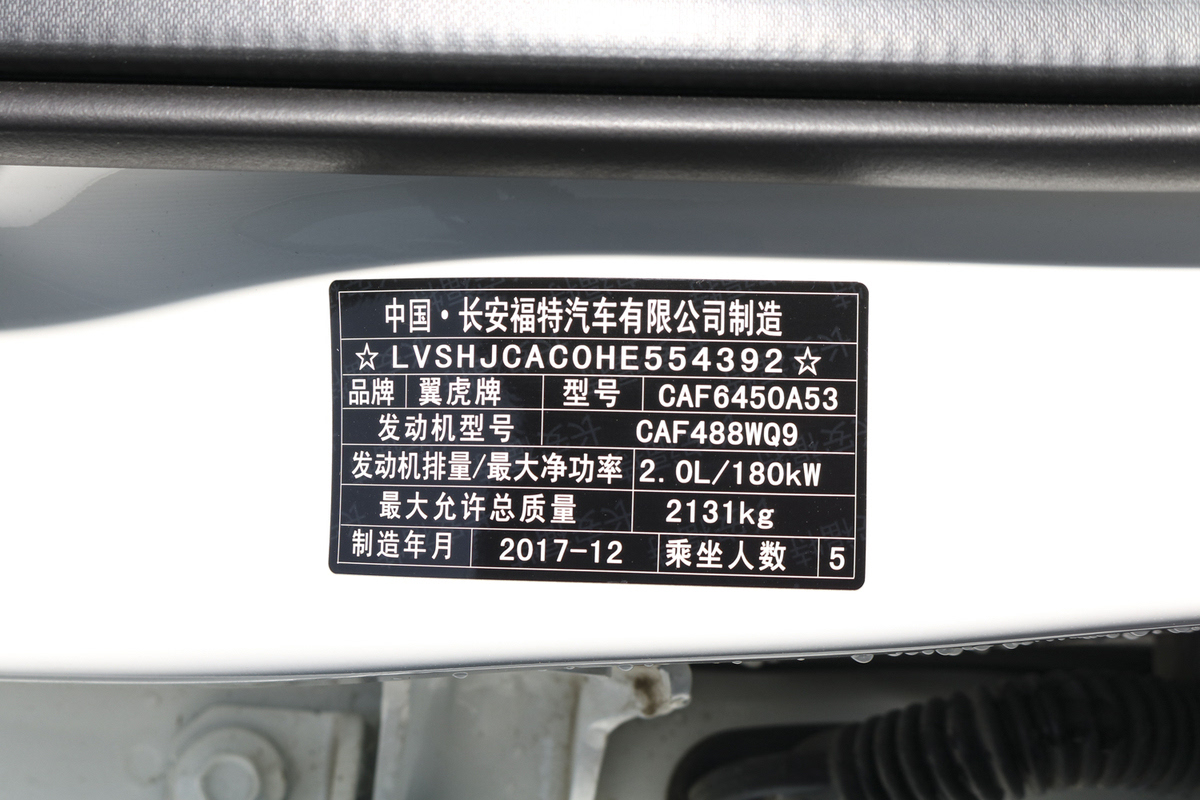 中国·长安福特汽车有限公司制造
☆LVSHJCAC0HE554392☆
品牌 翼虎牌 型号 CAF6450A53
发动机型号 CAF488WQ9
发动机排量/最大净功率 2.0L/180kW
最大允许总质量 2131kg
制造年月 2017-12 乘坐人数 5